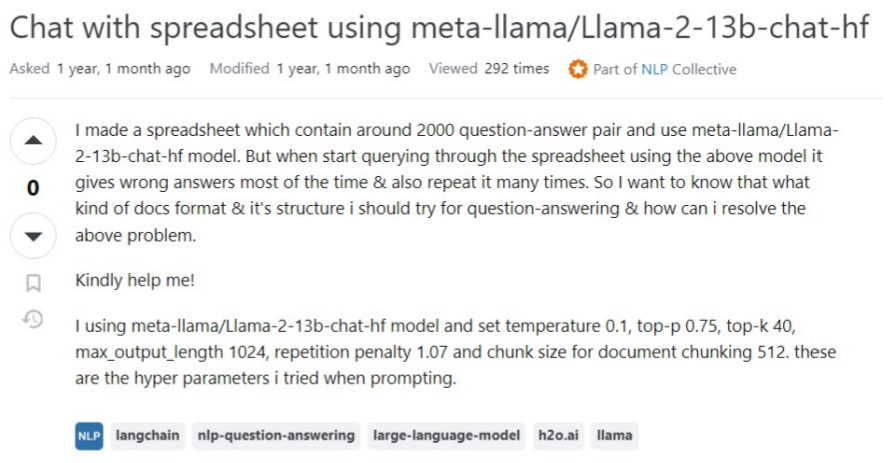 Chat with spreadsheet using meta-llama/Llama-2-13b-chat-hf
Asked 1 year, 1 month ago Modified 1 year, 1 month ago Viewed 292 times Part of NLP Collective
I made a spreadsheet which contain around 2000 question-answer pair and use meta-llama/Llama-
2-13b-chat-hf model. But when start querying through the spreadsheet using the above model it
0
gives wrong answers most of the time & also repeat it many times. So I want to know that what
kind of docs format & it's structure i should try for question-answering & how can i resolve the
above problem.
Kindly help me!
I using meta-llama/Llama-2-13b-chat-hf model and set temperature 0.1, top-p 0.75, top-k 40,
max_output_length 1024, repetition penalty 1.07 and chunk size for document chunking 512. these
are the hyper parameters i tried when prompting.
NLP langchain nlp-question-answering large-language-model h2o.ai llama